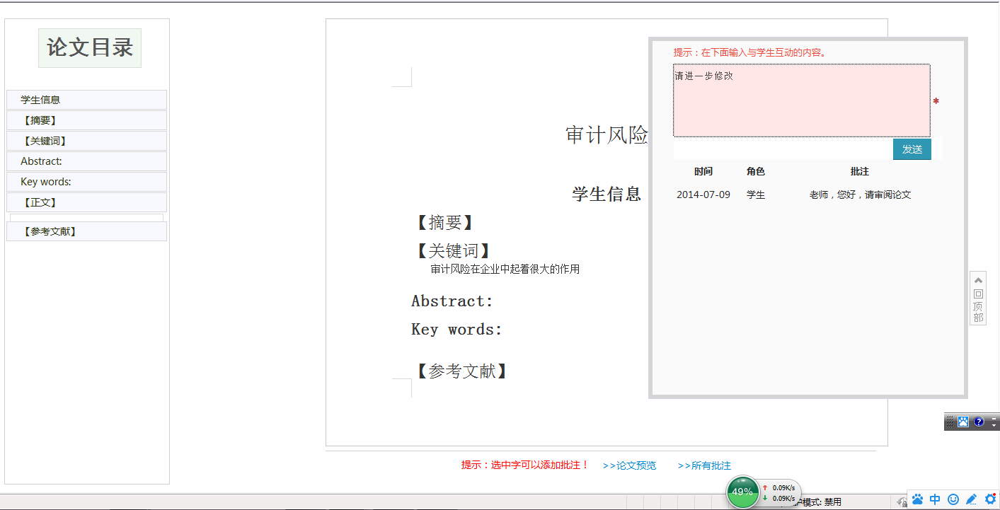 论文目录
学生信息
【摘要】
【关键词】
Abstract:
Key words:
【正文】
【参考文献】
审计风险
学生信息
【摘要】
【关键词】
审计风险在企业中起着很大的作用
Abstract:
Key words:
【参考文献】
提示：在下面输入与学生互动的内容。
请进一步修改
*
发送
时间 角色 批注
2014-07-09 学生 老师，您好，请审阅论文
回顶部
提示：选中字可以添加批注！ >>论文预览 >>所有批注
49%
0.09K/s
0.09K/s
护模式: 禁用
中